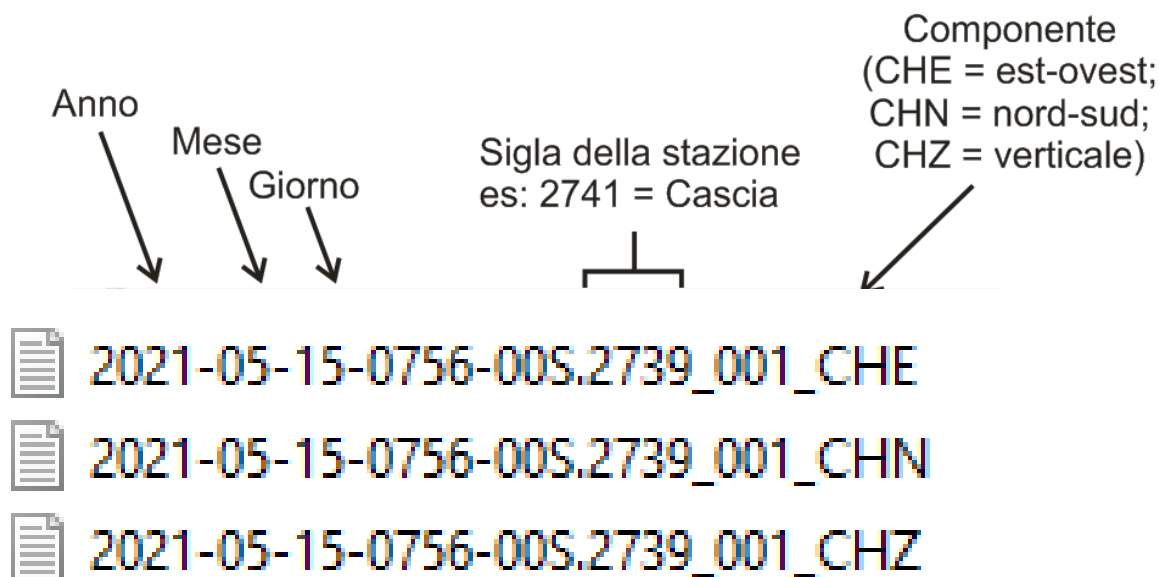 Componente
(CHE = est-ovest;
CHN = nord-sud;
CHZ = verticale)
Anno
Mese
Giorno
Sigla della stazione
es: 2741 = Cascia
2021-05-15-0756-00S.2739_001_CHE
2021-05-15-0756-00S.2739_001_CHN
2021-05-15-0756-00S.2739_001_CHZ